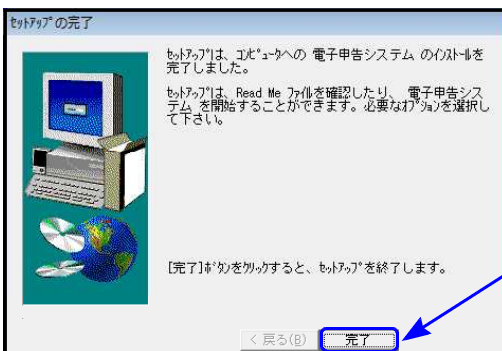 ｾｯﾄｱｯﾌﾟの完了
ｾｯﾄｱｯﾌﾟは、ｺﾝﾋﾟｭｰﾀへの 電子申告システム のｲﾝｽﾄｰﾙを
完了しました。
ｾｯﾄｱｯﾌﾟは、Read Me ﾌｧｲﾙを確認したり、 電子申告シス
テム を開始することができます。必要なｵﾌﾟｼｮﾝを選択し
て下さい。
[完了]ﾎﾞﾀﾝをｸﾘｯｸすると、ｾｯﾄｱｯﾌﾟを終了します。
< 戻る(B) 完了